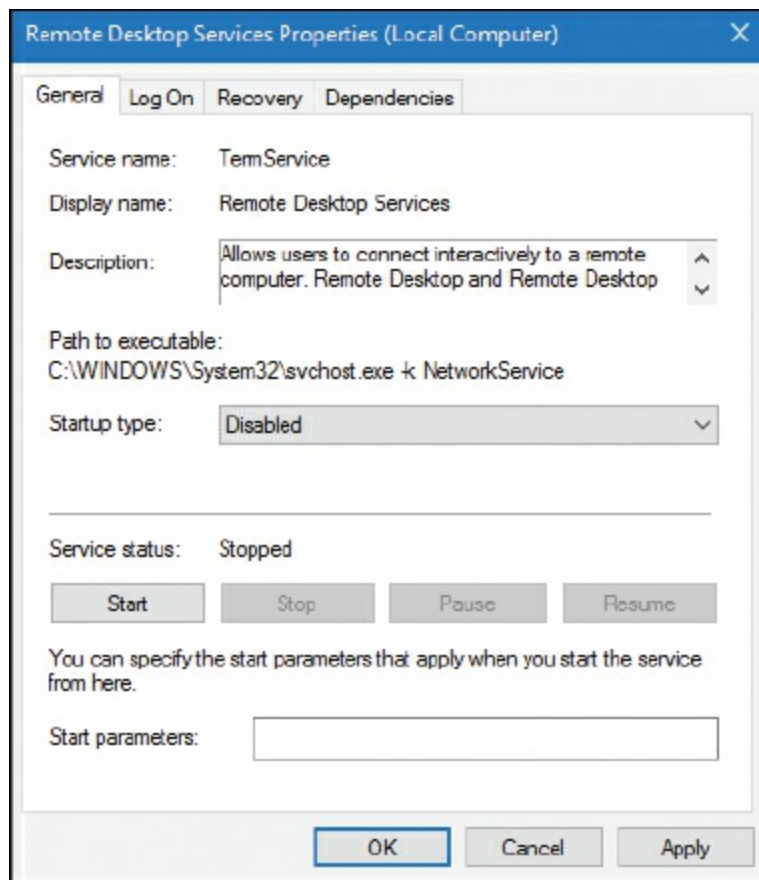 Remote Desktop Services Properties (Local Computer)
General Log On Recovery Dependencies
Service name: TermService
Display name: Remote Desktop Services
Description: Allows users to connect interactively to a remote
computer. Remote Desktop and Remote Desktop
Path to executable:
C:\WINDOWS\System32\svchost.exe -k NetworkService
Startup type: Disabled
Service status: Stopped
Start Stop Pause Resume
You can specify the start parameters that apply when you start the service
from here.
Start parameters:
OK Cancel Apply